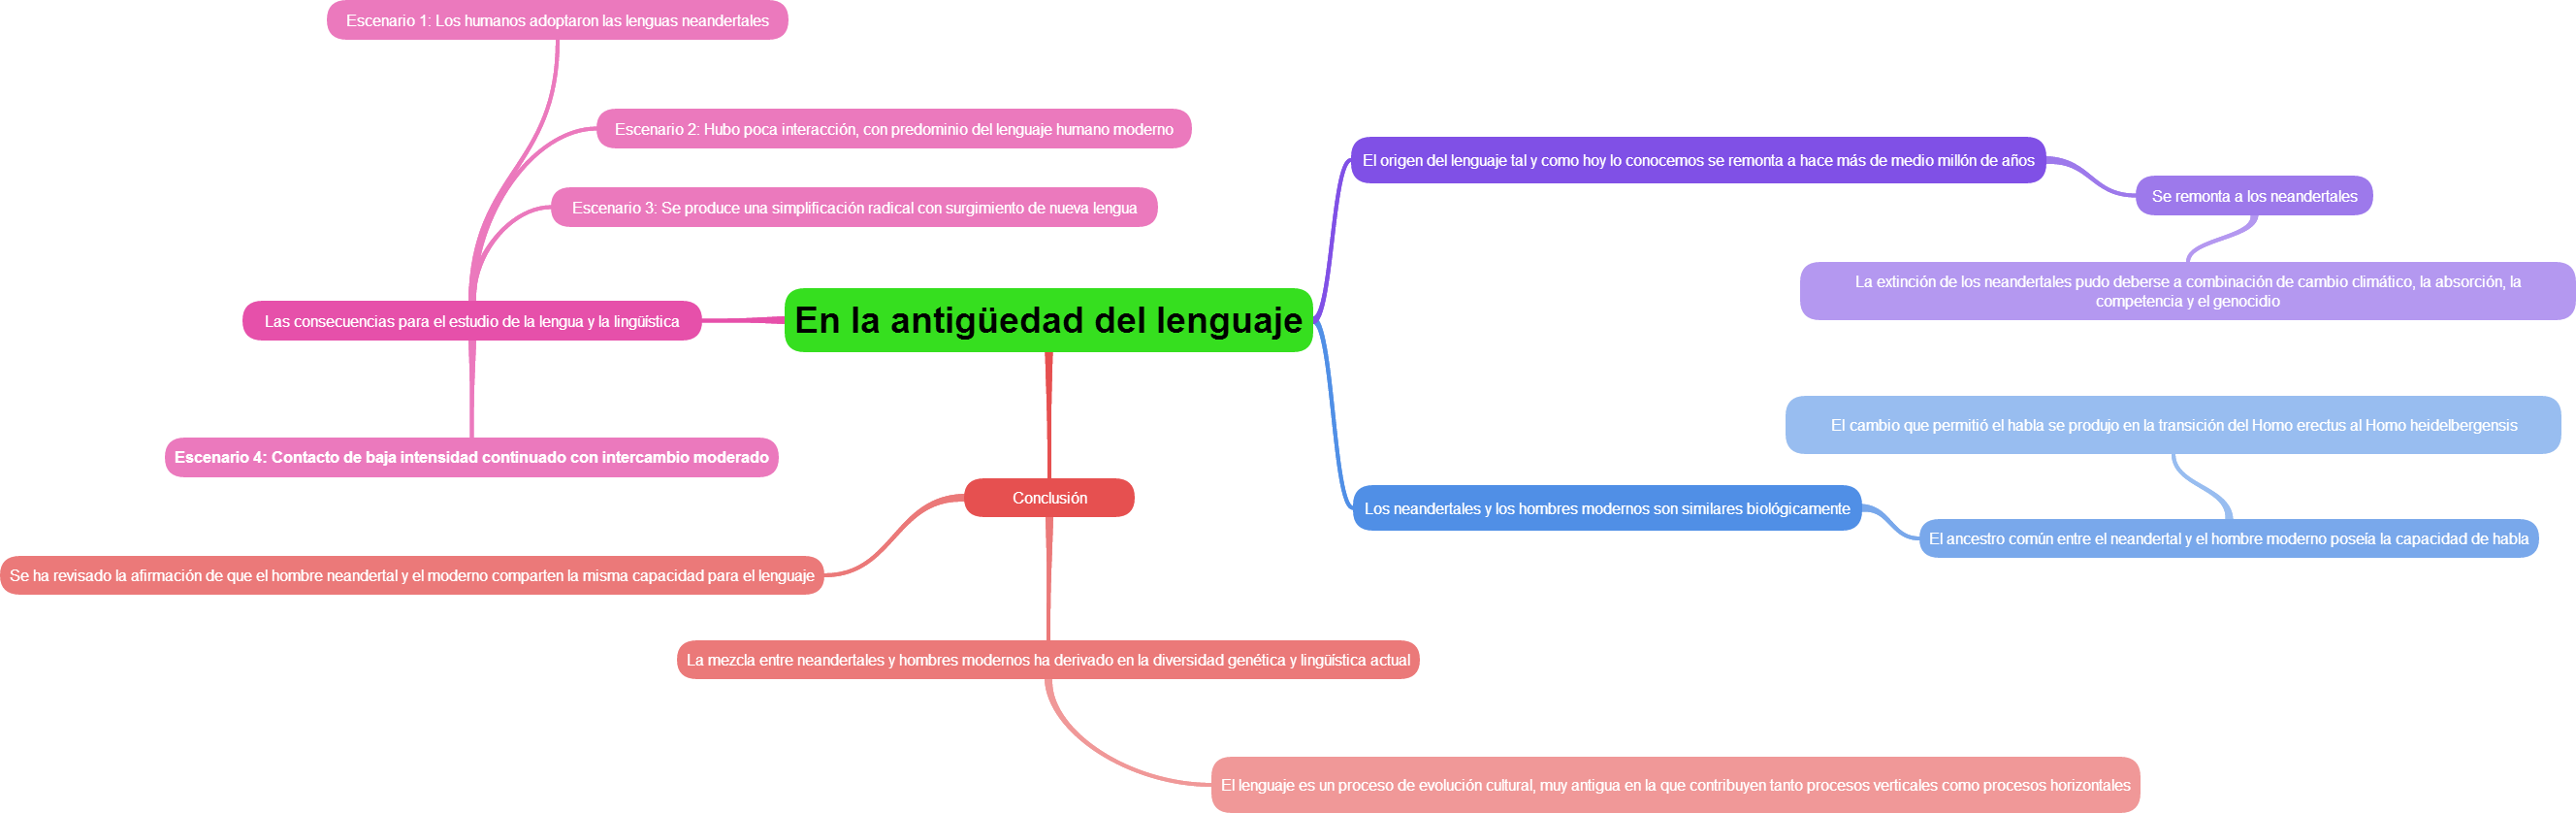 Escenario 1: Los humanos adoptaron las lenguas neandertales
Escenario 2: Hubo poca interacción, con predominio del lenguaje humano moderno
Escenario 3: Se produce una simplificación radical con surgimiento de nueva lengua
Las consecuencias para el estudio de la lengua y la lingüística
Escenario 4: Contacto de baja intensidad continuado con intercambio moderado
En la antigüedad del lenguaje
El origen del lenguaje tal y como hoy lo conocemos se remonta a hace más de medio millón de años
Se remonta a los neandertales
La extinción de los neandertales pudo deberse a combinación de cambio climático, la absorción, la
competencia y el genocidio
El cambio que permitió el habla se produjo en la transición del Homo erectus al Homo heidelbergensis
Los neandertales y los hombres modernos son similares biológicamente
El ancestro común entre el neandertal y el hombre moderno poseía la capacidad de habla
Conclusión
Se ha revisado la afirmación de que el hombre neandertal y el moderno comparten la misma capacidad para el lenguaje
La mezcla entre neandertales y hombres modernos ha derivado en la diversidad genética y lingüística actual
El lenguaje es un proceso de evolución cultural, muy antigua en la que contribuyen tanto procesos verticales como procesos horizontales